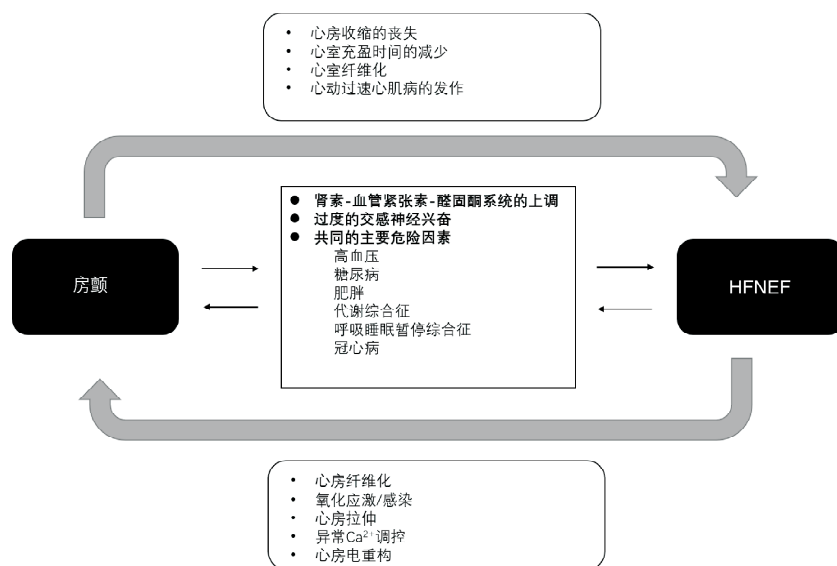 • 心房收缩的丧失
• 心室充盈时间的减少
• 心室纤维化
• 心动过速心肌病的发作
● 肾素-血管紧张素-醛固酮系统的上调
● 过度的交感神经兴奋
● 共同的主要危险因素
高血压
糖尿病
肥胖
代谢综合征
呼吸睡眠暂停综合征
冠心病
房颤
HFNEF
• 心房纤维化
• 氧化应激/感染
• 心房拉伸
• 异常Ca²⁺调控
• 心房电重构